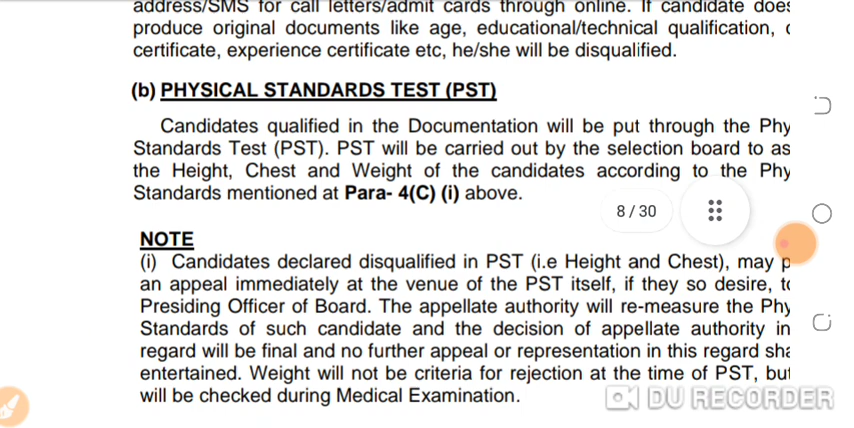 address/SMS for call letters/admit cards through online. If candidate does
produce original documents like age, educational/technical qualification,
certificate, experience certificate etc, he/she will be disqualified.
(b) PHYSICAL STANDARDS TEST (PST)
Candidates qualified in the Documentation will be put through the Phy
Standards Test (PST). PST will be carried out by the selection board to as
the Height, Chest and Weight of the candidates according to the Phy
Standards mentioned at Para- 4(C) (i) above.
8 / 30
NOTE
(i) Candidates declared disqualified in PST (i.e Height and Chest), may p
an appeal immediately at the venue of the PST itself, if they so desire, to
Presiding Officer of Board. The appellate authority will re-measure the Phy
Standards of such candidate and the decision of appellate authority in
regard will be final and no further appeal or representation in this regard sha
entertained. Weight will not be criteria for rejection at the time of PST, but
will be checked during Medical Examination.
DU RECORDER